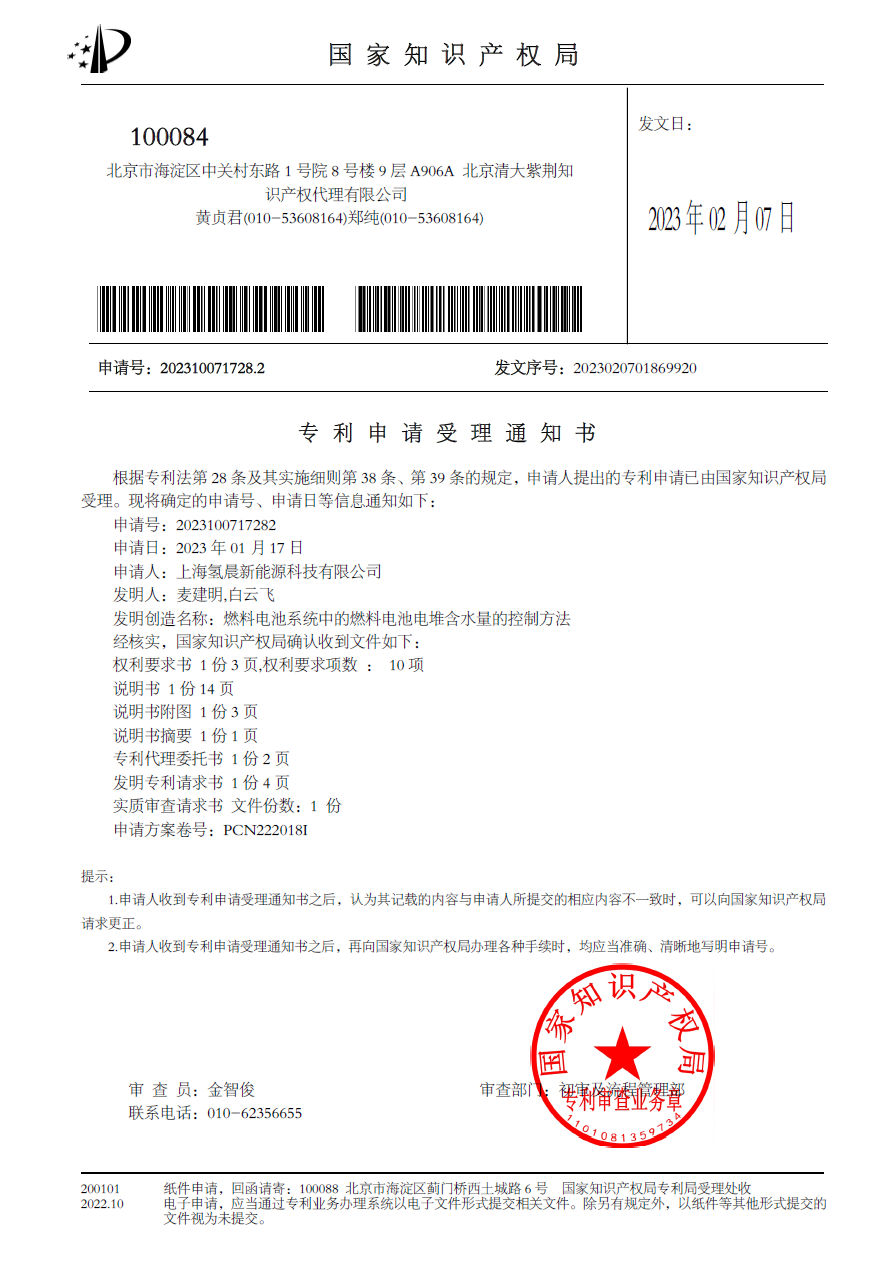 国家知识产权局
100084
发文日：
北京市海淀区中关村东路 1 号院 8 号楼 9 层 A906A 北京清大紫荆知
识产权代理有限公司
黄贞君(010-53608164)郑纯(010-53608164)
2023 年 02 月 07 日
申请号：202310071728.2
发文序号：2023020701869920
专利申请受理通知书
根据专利法第 28 条及其实施细则第 38 条、第 39 条的规定，申请人提出的专利申请已由国家知识产权局
受理。现将确定的申请号、申请日等信息通知如下：
申请号：2023100717282
申请日：2023 年 01 月 17 日
申请人：上海氢晨新能源科技有限公司
发明人：麦建明,白云飞
发明创造名称：燃料电池系统中的燃料电池电堆含水量的控制方法
经核实，国家知识产权局确认收到文件如下：
权利要求书 1 份 3 页,权利要求项数 ： 10 项
说明书 1 份 14 页
说明书附图 1 份 3 页
说明书摘要 1 份 1 页
专利代理委托书 1 份 2 页
发明专利请求书 1 份 4 页
实质审查请求书 文件份数：1 份
申请方案卷号：PCN222018I
提示：
1.申请人收到专利申请受理通知书之后，认为其记载的内容与申请人所提交的相应内容不一致时，可以向国家知识产权局
请求更正。
2.申请人收到专利申请受理通知书之后，再向国家知识产权局办理各种手续时，均应当准确、清晰地写明申请号。
国家知识产权局
审 查 员：金智俊
审查部门：初审及流程管理部
专利审查业务章
联系电话：010-62356655
1101081359734
200101
纸件申请，回函请寄：100088 北京市海淀区蓟门桥西土城路 6 号 国家知识产权局专利局受理处收
2022.10
电子申请，应当通过专利业务办理系统以电子文件形式提交相关文件。除另有规定外，以纸件等其他形式提交的
文件视为未提交。